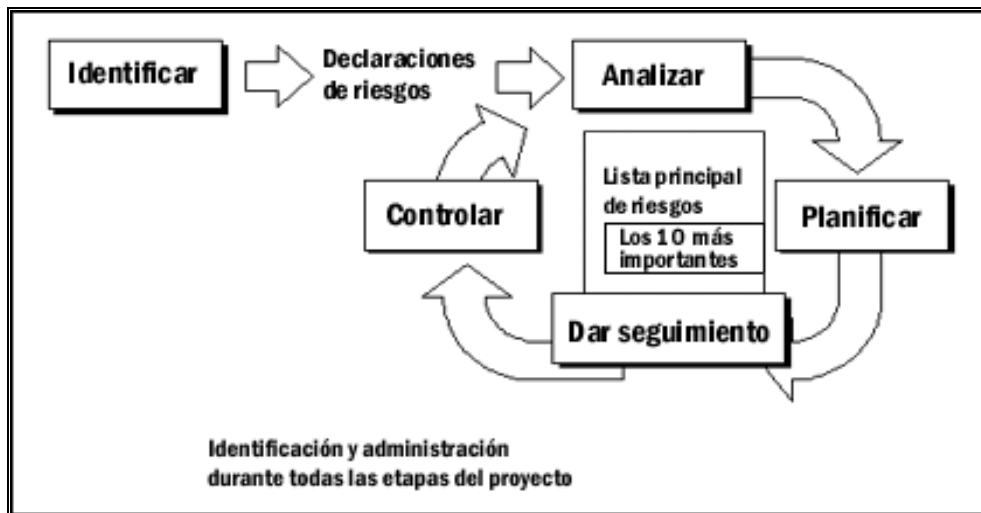 Identificar
Declaraciones
de riesgos
Analizar
Controlar
Lista principal
de riesgos
Los 10 más
importantes
Planificar
Dar seguimiento
Identificación y administración
durante todas las etapas del proyecto